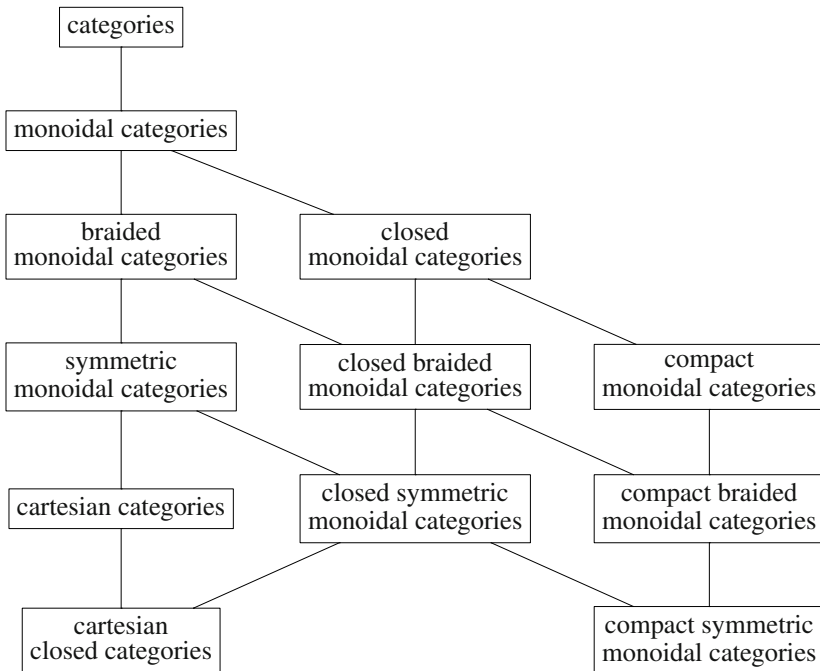 categories
monoidal categories
braided
monoidal categories
closed
monoidal categories
symmetric
monoidal categories
closed braided
monoidal categories
compact
monoidal categories
cartesian categories
closed symmetric
monoidal categories
compact braided
monoidal categories
cartesian
closed categories
compact symmetric
monoidal categories